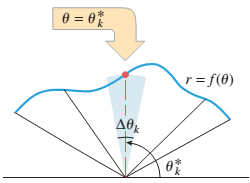 θ = θ*k
r = f(θ)
Δθk
θ*k